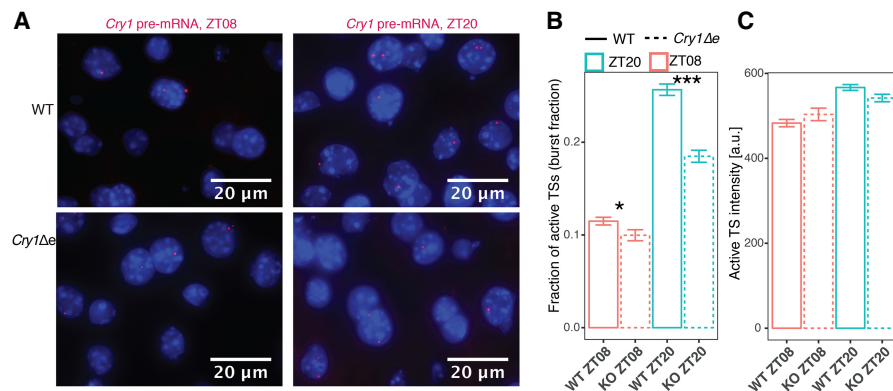 A
Cry1 pre-mRNA, ZT08
Cry1 pre-mRNA, ZT20
WT
20 µm
20 µm
Cry1Δe
20 µm
20 µm
B
WT
Cry1Δe
ZT20
ZT08
Fraction of active TSs (burst fraction)
0.2
0.1
0.0
*
***
WT ZT08
KO ZT08
WT ZT20
KO ZT20
C
Active TS intensity [a.u.]
600
400
200
0
WT ZT08
KO ZT08
WT ZT20
KO ZT20